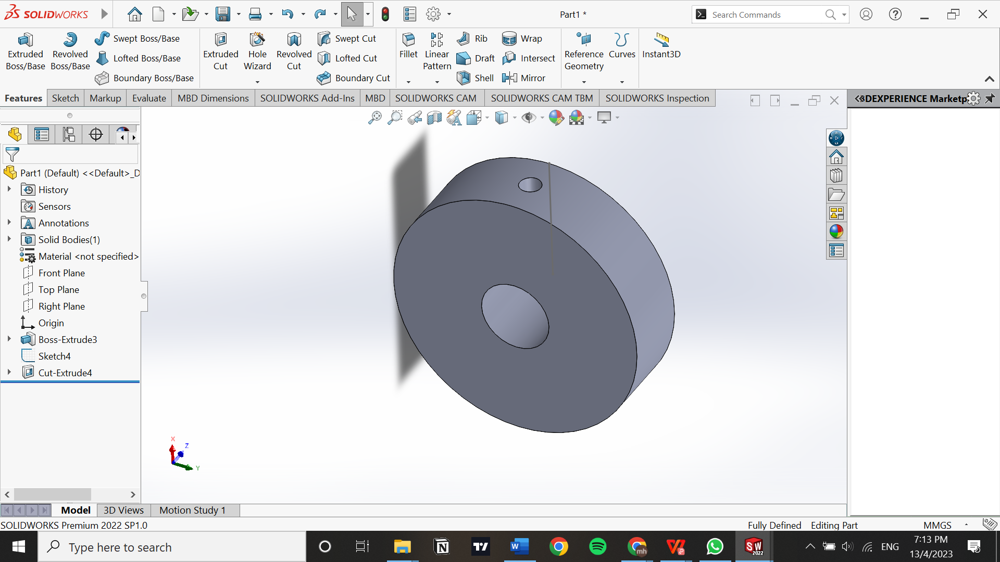 SOLIDWORKS
Part1 *
Search Commands
Extruded Boss/Base
Revolved Boss/Base
Swept Boss/Base
Lofted Boss/Base
Boundary Boss/Base
Extruded Cut
Hole Wizard
Revolved Cut
Swept Cut
Lofted Cut
Boundary Cut
Fillet
Linear Pattern
Rib
Draft
Shell
Wrap
Intersect
Mirror
Reference Geometry
Curves
Instant3D
Features
Sketch
Markup
Evaluate
MBD Dimensions
SOLIDWORKS Add-Ins
MBD
SOLIDWORKS CAM
SOLIDWORKS CAM TBM
SOLIDWORKS Inspection
3DEXPERIENCE Marketp
Part1 (Default) <<Default>_D
History
Sensors
Annotations
Solid Bodies(1)
Material <not specified>
Front Plane
Top Plane
Right Plane
Origin
Boss-Extrude3
Sketch4
Cut-Extrude4
X
Z
Y
Model
3D Views
Motion Study 1
SOLIDWORKS Premium 2022 SP1.0
Fully Defined
Editing Part
MMGS
Type here to search
ENG
7:13 PM
13/4/2023